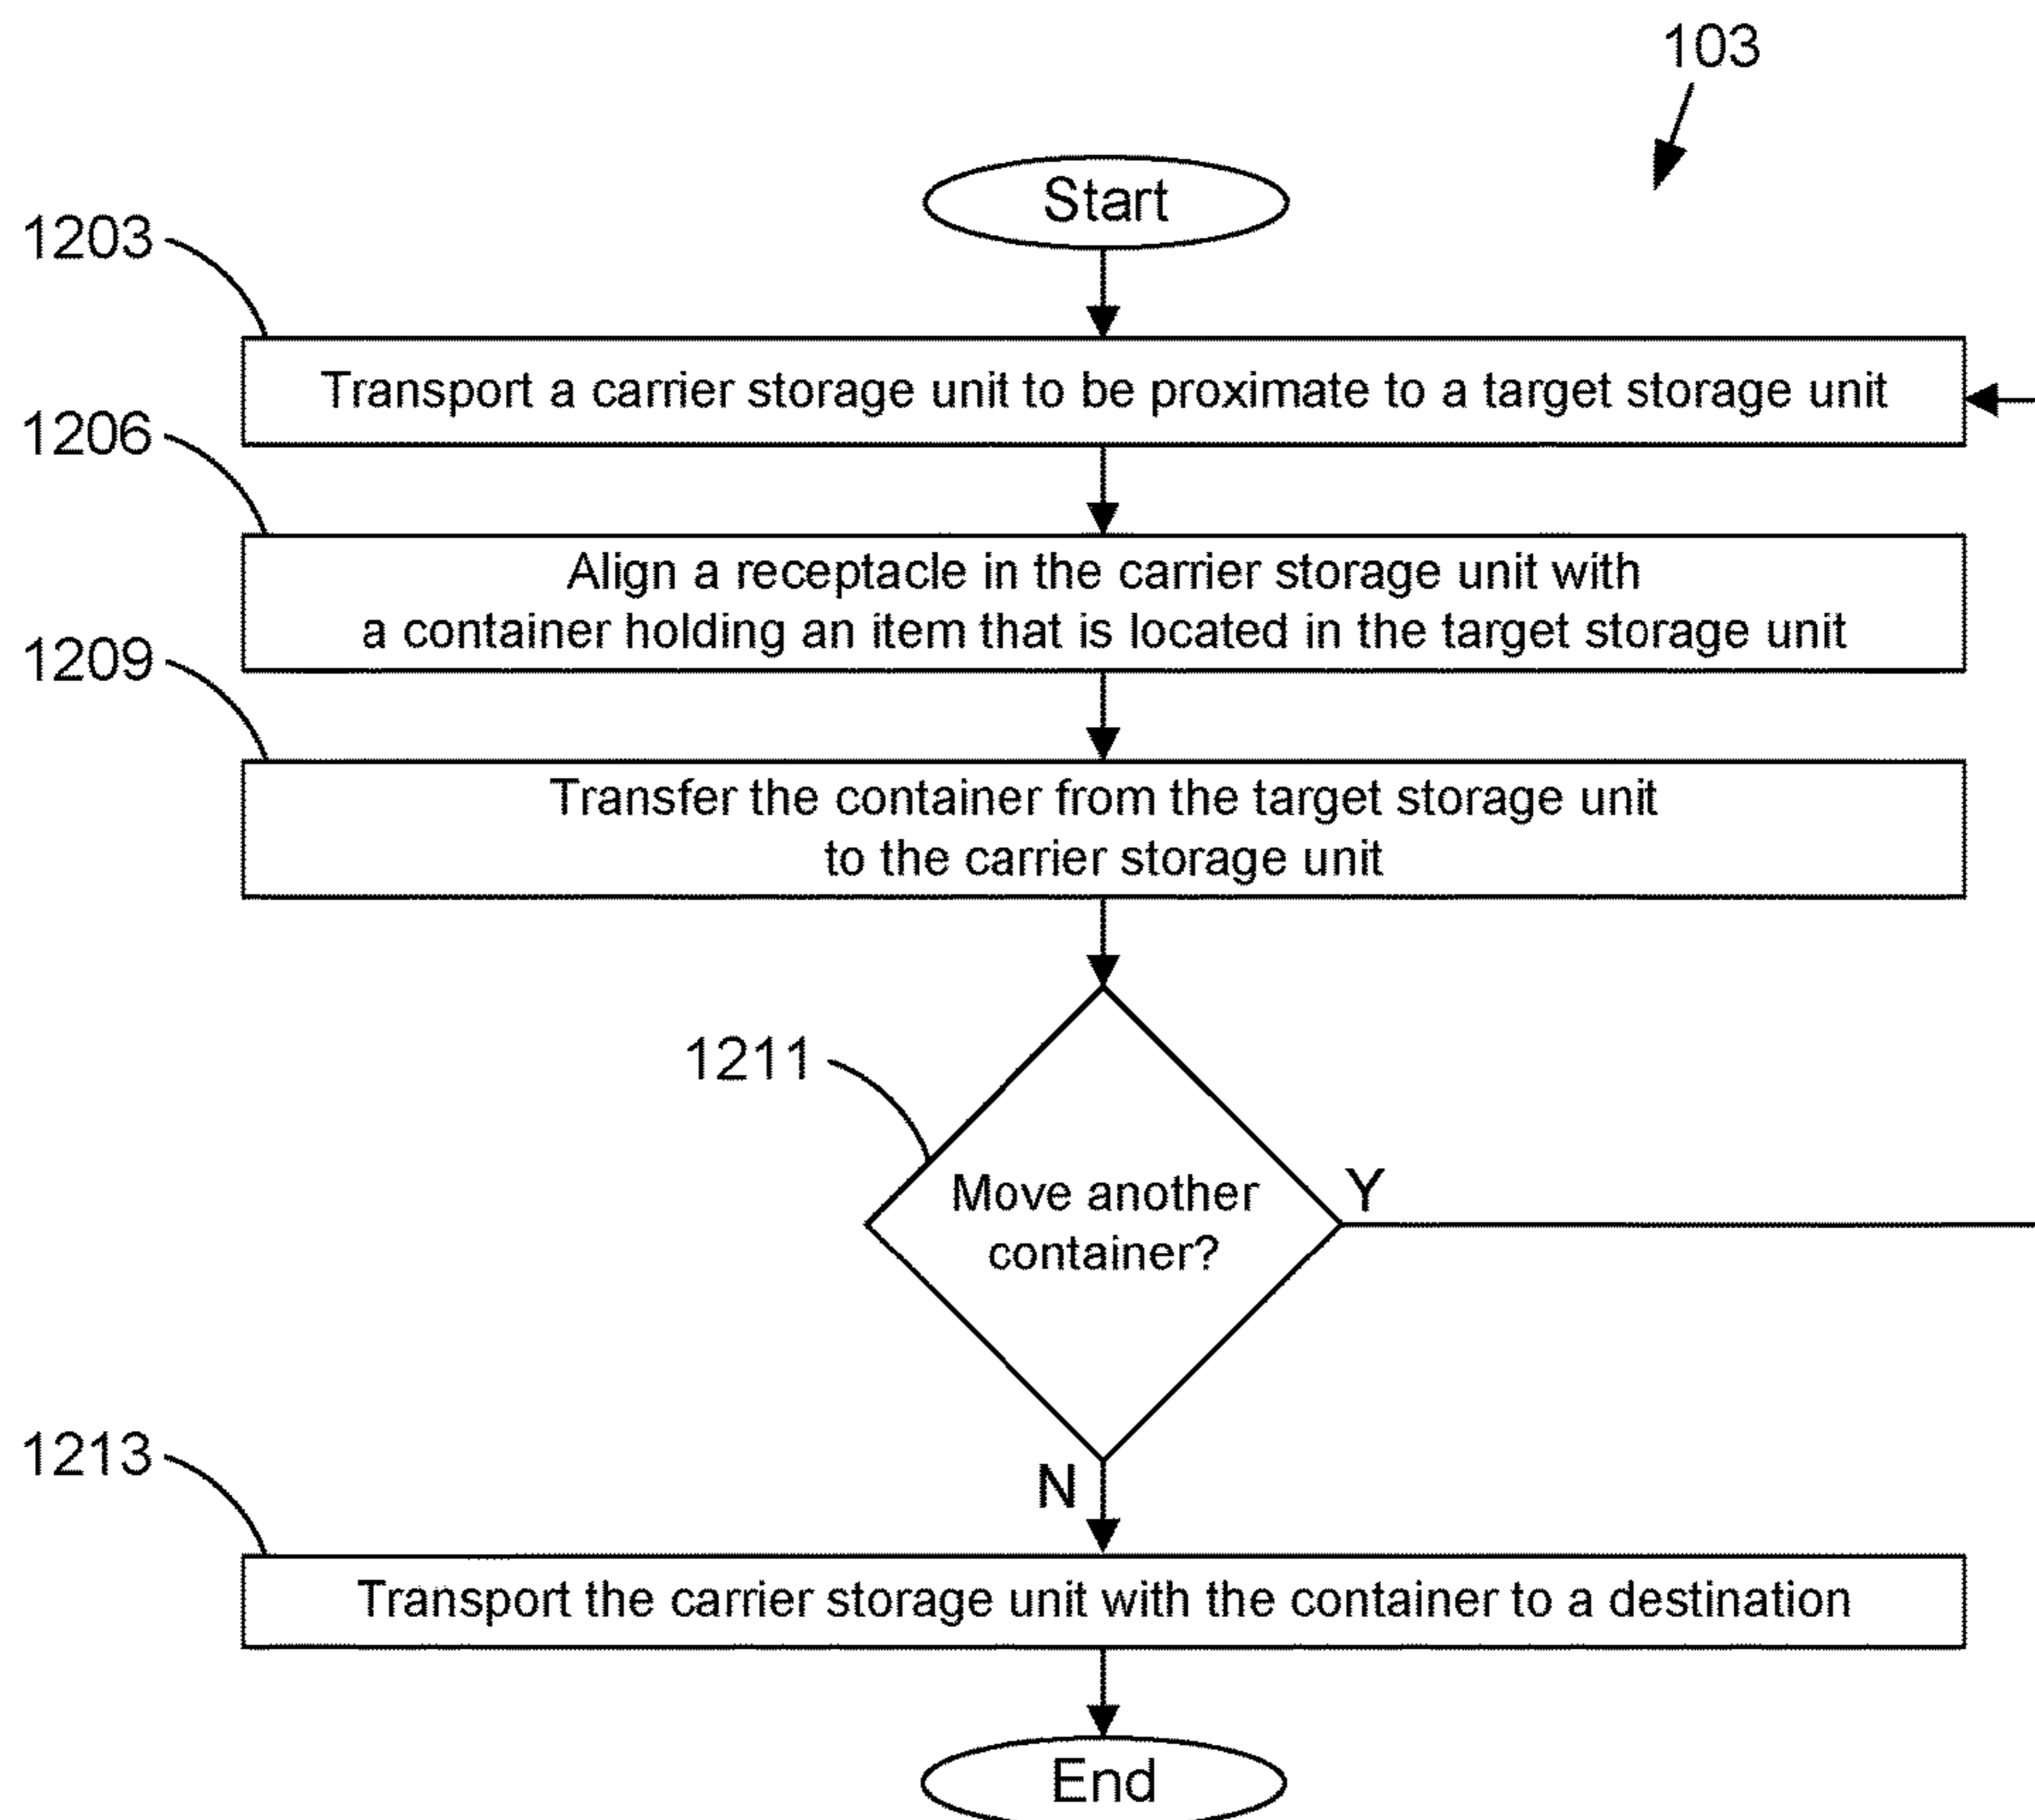 103
Start
1203
Transport a carrier storage unit to be proximate to a target storage unit
1206
Align a receptacle in the carrier storage unit with
a container holding an item that is located in the target storage unit
1209
Transfer the container from the target storage unit
to the carrier storage unit
1211
Move another
container?
Y
N
1213
Transport the carrier storage unit with the container to a destination
End